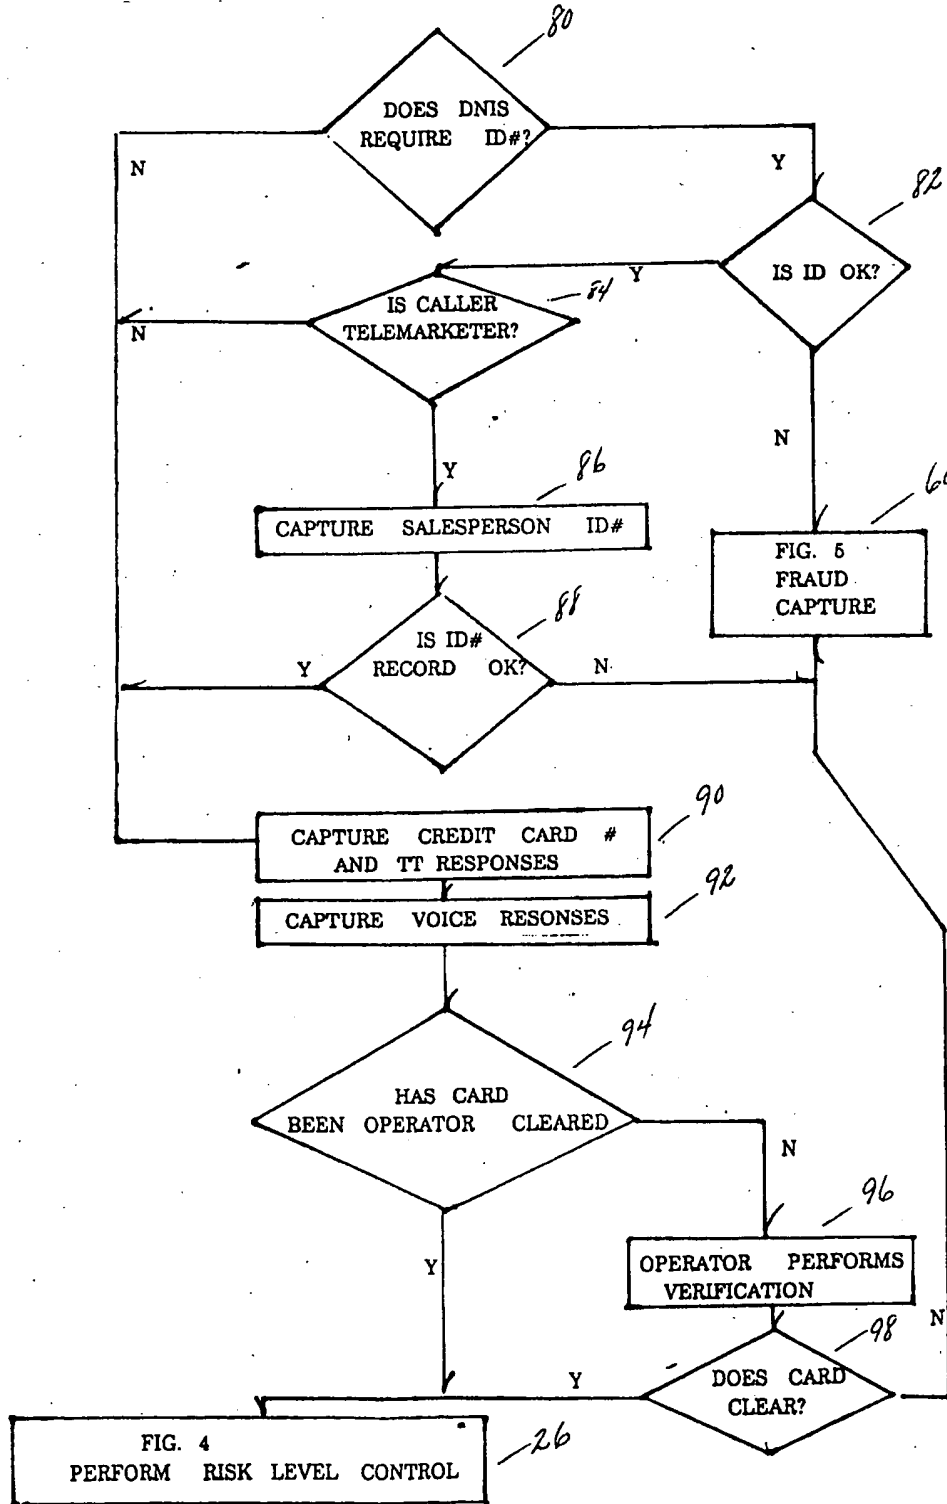 80
DOES DNIS
REQUIRE ID#?
N
Y
82
IS ID OK?
Y
84
IS CALLER
TELEMARKETER?
N
N
Y
86
CAPTURE SALESPERSON ID#
FIG. 5
FRAUD
CAPTURE
88
IS ID#
RECORD OK?
Y
N
90
CAPTURE CREDIT CARD #
AND TT RESPONSES
92
CAPTURE VOICE RESONSES
94
HAS CARD
BEEN OPERATOR CLEARED
N
96
Y
OPERATOR PERFORMS
VERIFICATION
N
98
DOES CARD
CLEAR?
Y
FIG. 4
PERFORM RISK LEVEL CONTROL
26